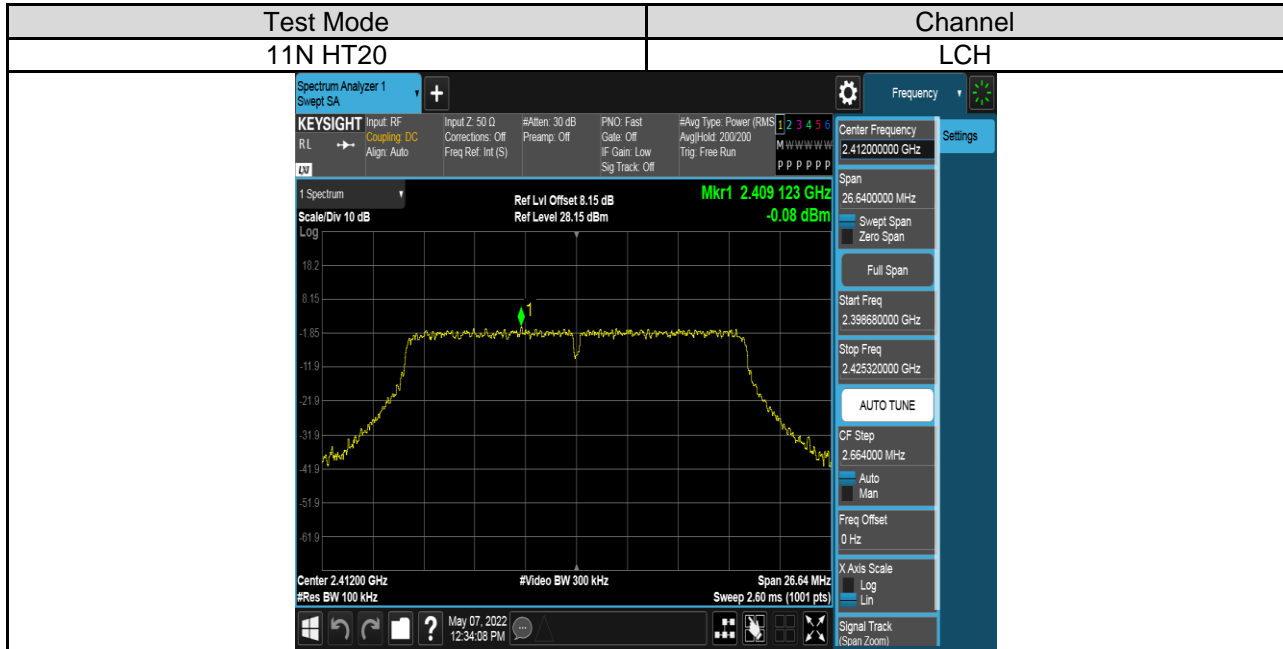 Test Mode Channel
11N HT20 LCH
Spectrum Analyzer 1
Swept SA
+
Frequency
KEYSIGHT Input: RF Input Z: 50 Ω #Atten: 30 dB PNO: Fast #Avg Type: Power (RMS 1 2 3 4 5 6
RL Coupling: DC Corrections: Off Preamp: Off Gate: Off Avg|Hold: 200/200 M W W W W W
Align: Auto Freq Ref: Int (S) IF Gain: Low Trig: Free Run
LXI Sig Track: Off P P P P P P
1 Spectrum Ref Lvl Offset 8.15 dB Mkr1 2.409 123 GHz
Scale/Div 10 dB Ref Level 28.15 dBm -0.08 dBm
Log
18.2
8.15
1
-1.85
-11.9
-21.9
-31.9
-41.9
-51.9
-61.9
Center 2.41200 GHz #Video BW 300 kHz Span 26.64 MHz
#Res BW 100 kHz Sweep 2.60 ms (1001 pts)
Center Frequency
2.412000000 GHz
Settings
Span
26.6400000 MHz
Swept Span
Zero Span
Full Span
Start Freq
2.398680000 GHz
Stop Freq
2.425320000 GHz
AUTO TUNE
CF Step
2.664000 MHz
Auto
Man
Freq Offset
0 Hz
X Axis Scale
Log
Lin
Signal Track
(Span Zoom)
? May 07, 2022
12:34:08 PM